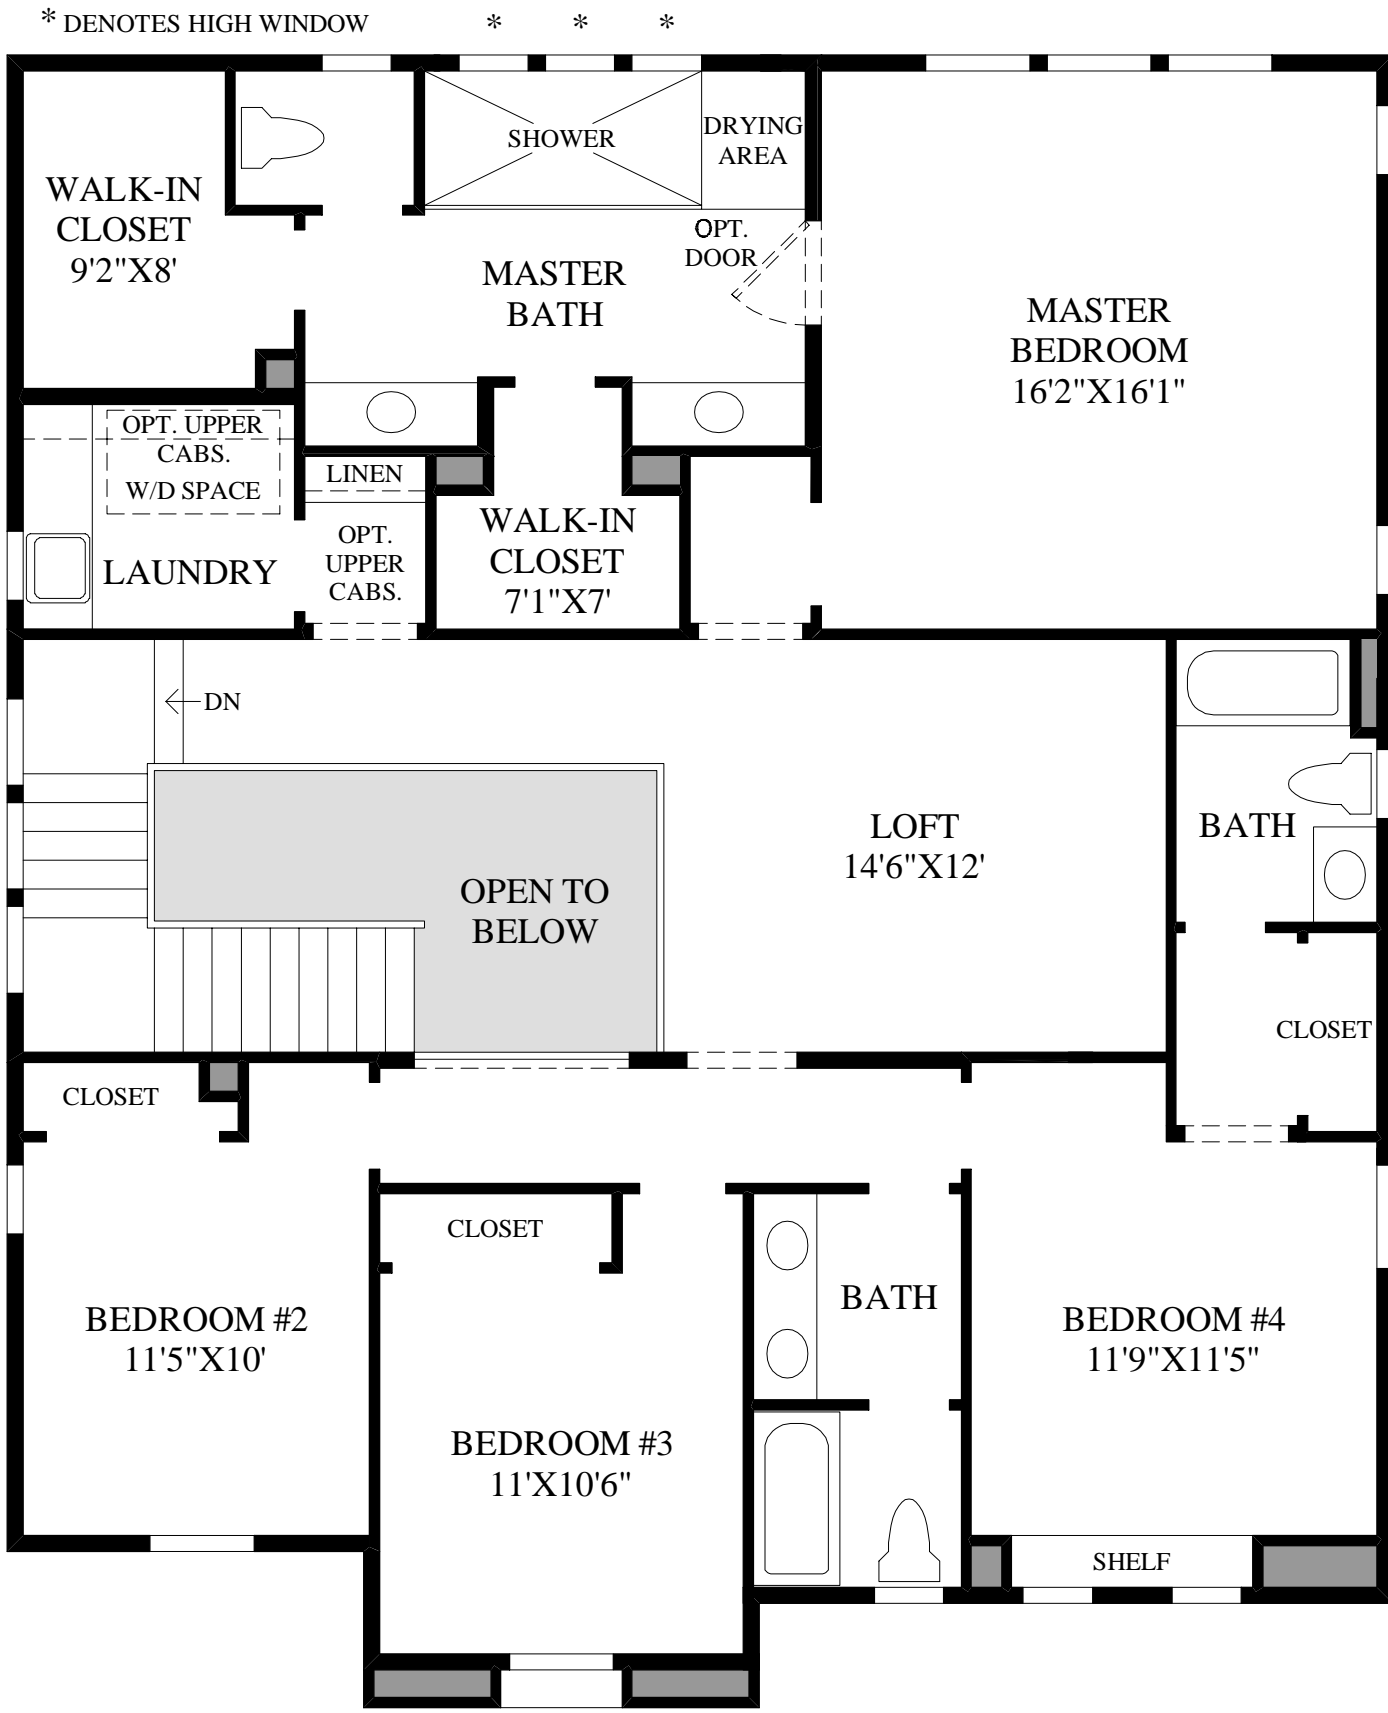 * DENOTES HIGH WINDOW * * *
SHOWER
DRYING
AREA
WALK-IN
CLOSET
9'2"X8'
OPT.
DOOR
MASTER
BATH
MASTER
BEDROOM
16'2"X16'1"
OPT. UPPER
CABS.
W/D SPACE
LINEN
LAUNDRY
OPT.
UPPER
CABS.
WALK-IN
CLOSET
7'1"X7'
DN
OPEN TO
BELOW
LOFT
14'6"X12'
BATH
CLOSET
CLOSET
CLOSET
BEDROOM #2
11'5"X10'
BEDROOM #3
11'X10'6"
BATH
BEDROOM #4
11'9"X11'5"
SHELF